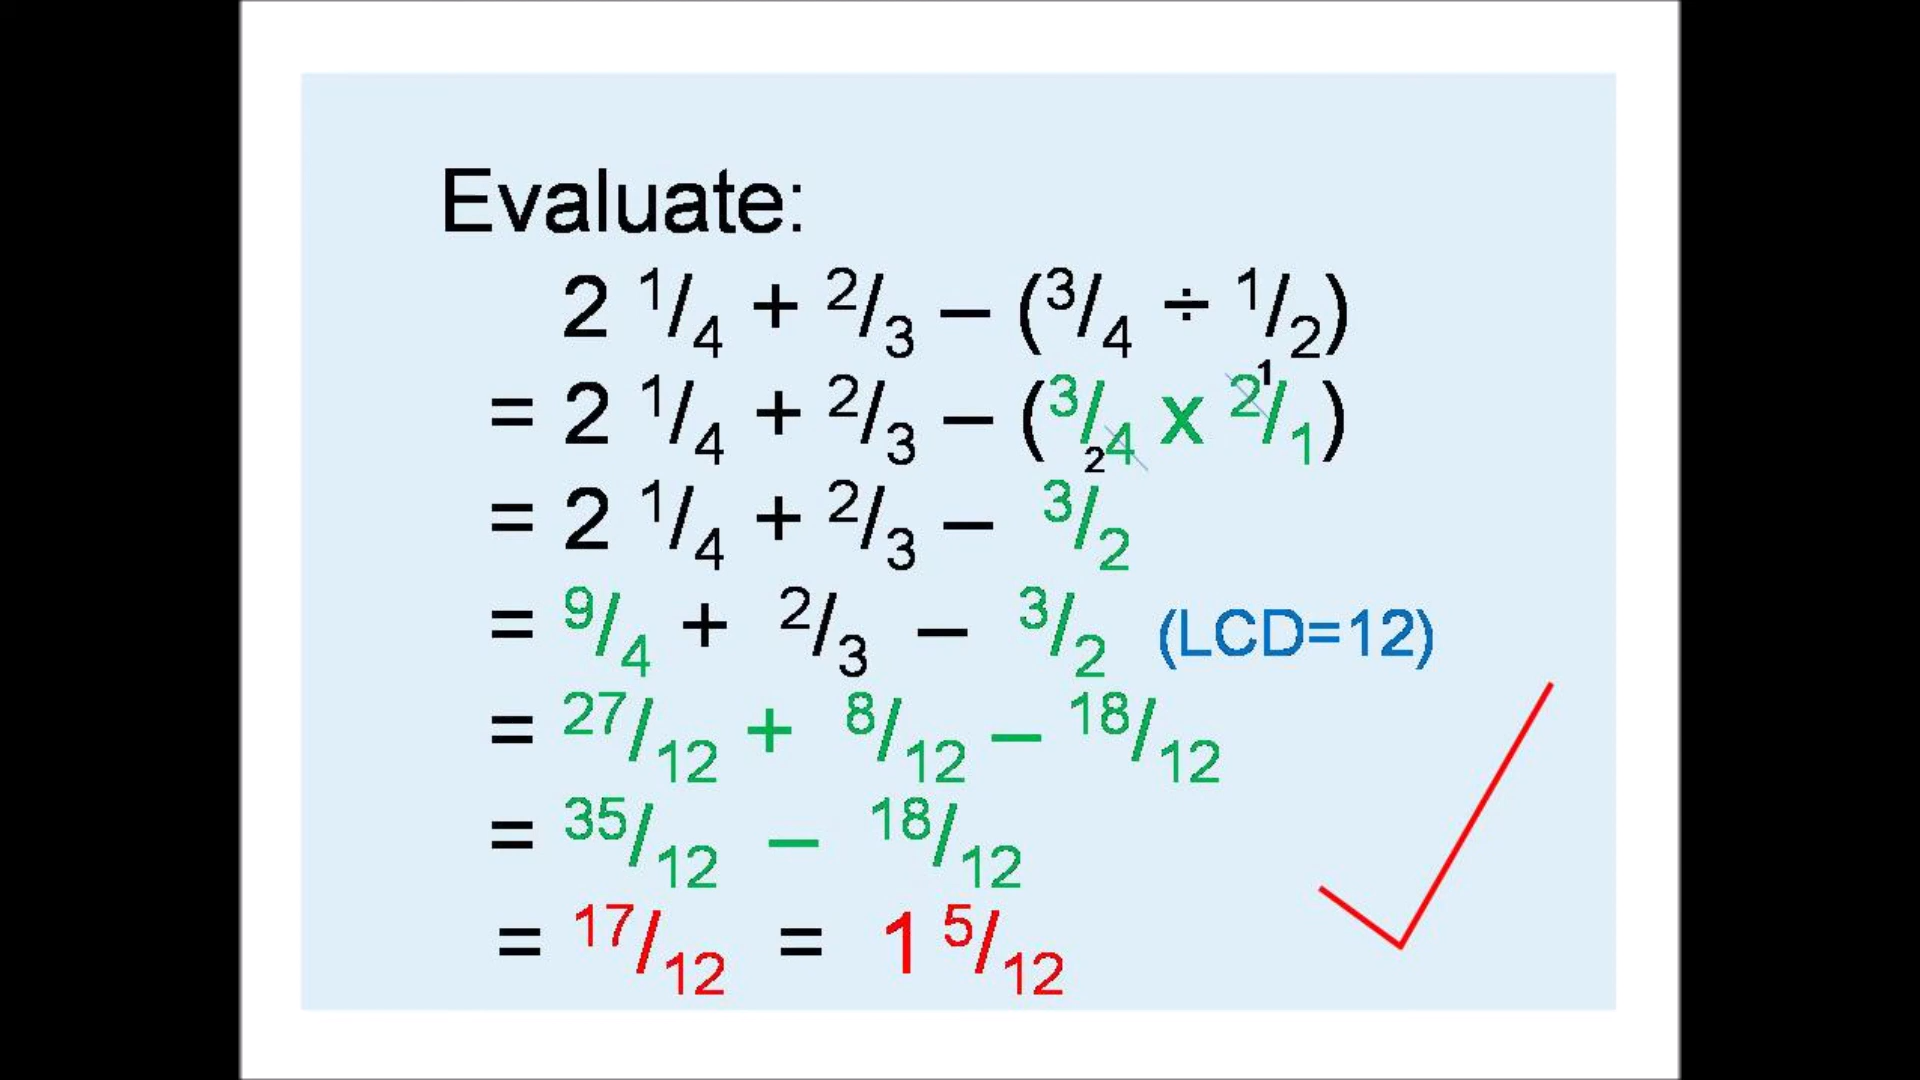 Evaluate:
2 1/4 + 2/3 – (3/4 ÷ 1/2)
= 2 1/4 + 2/3 – (3/4 2 x 2/1 1)
= 2 1/4 + 2/3 – 3/2
= 9/4 + 2/3 – 3/2 (LCD=12)
= 27/12 + 8/12 – 18/12
= 35/12 – 18/12
= 17/12 = 1 5/12